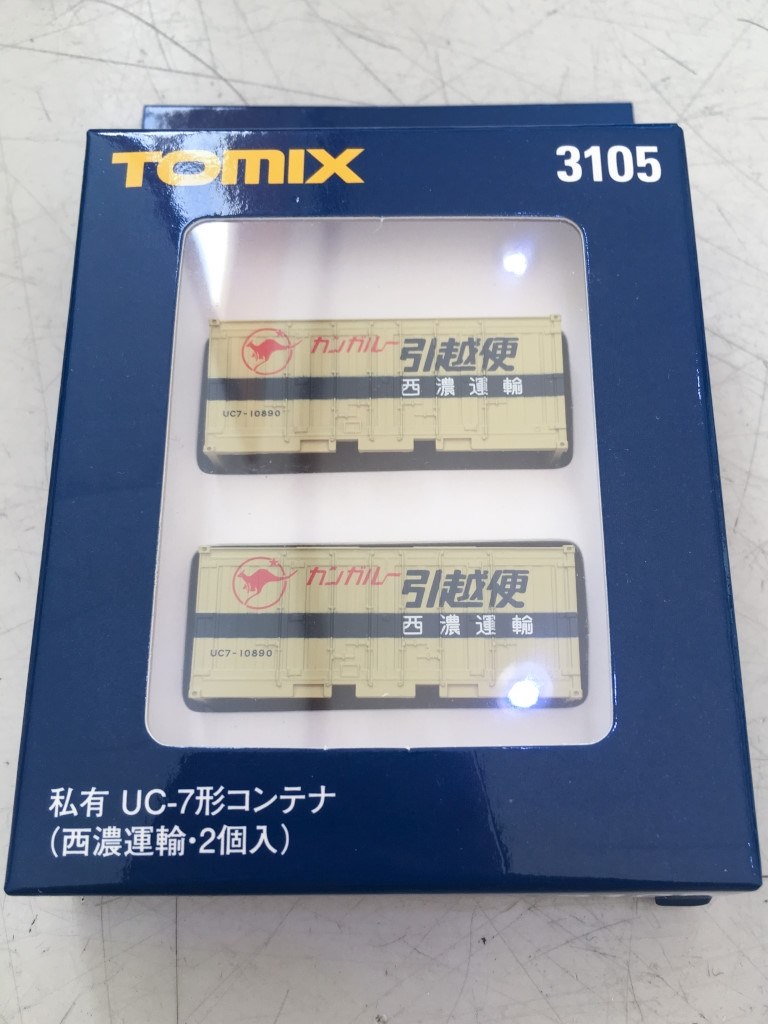 TOMIX
3105
カンガルー引越便
西濃運輸
UC7-10890
カンガルー引越便
西濃運輸
UC7-10890
私有 UC-7形コンテナ
(西濃運輸・2個入)